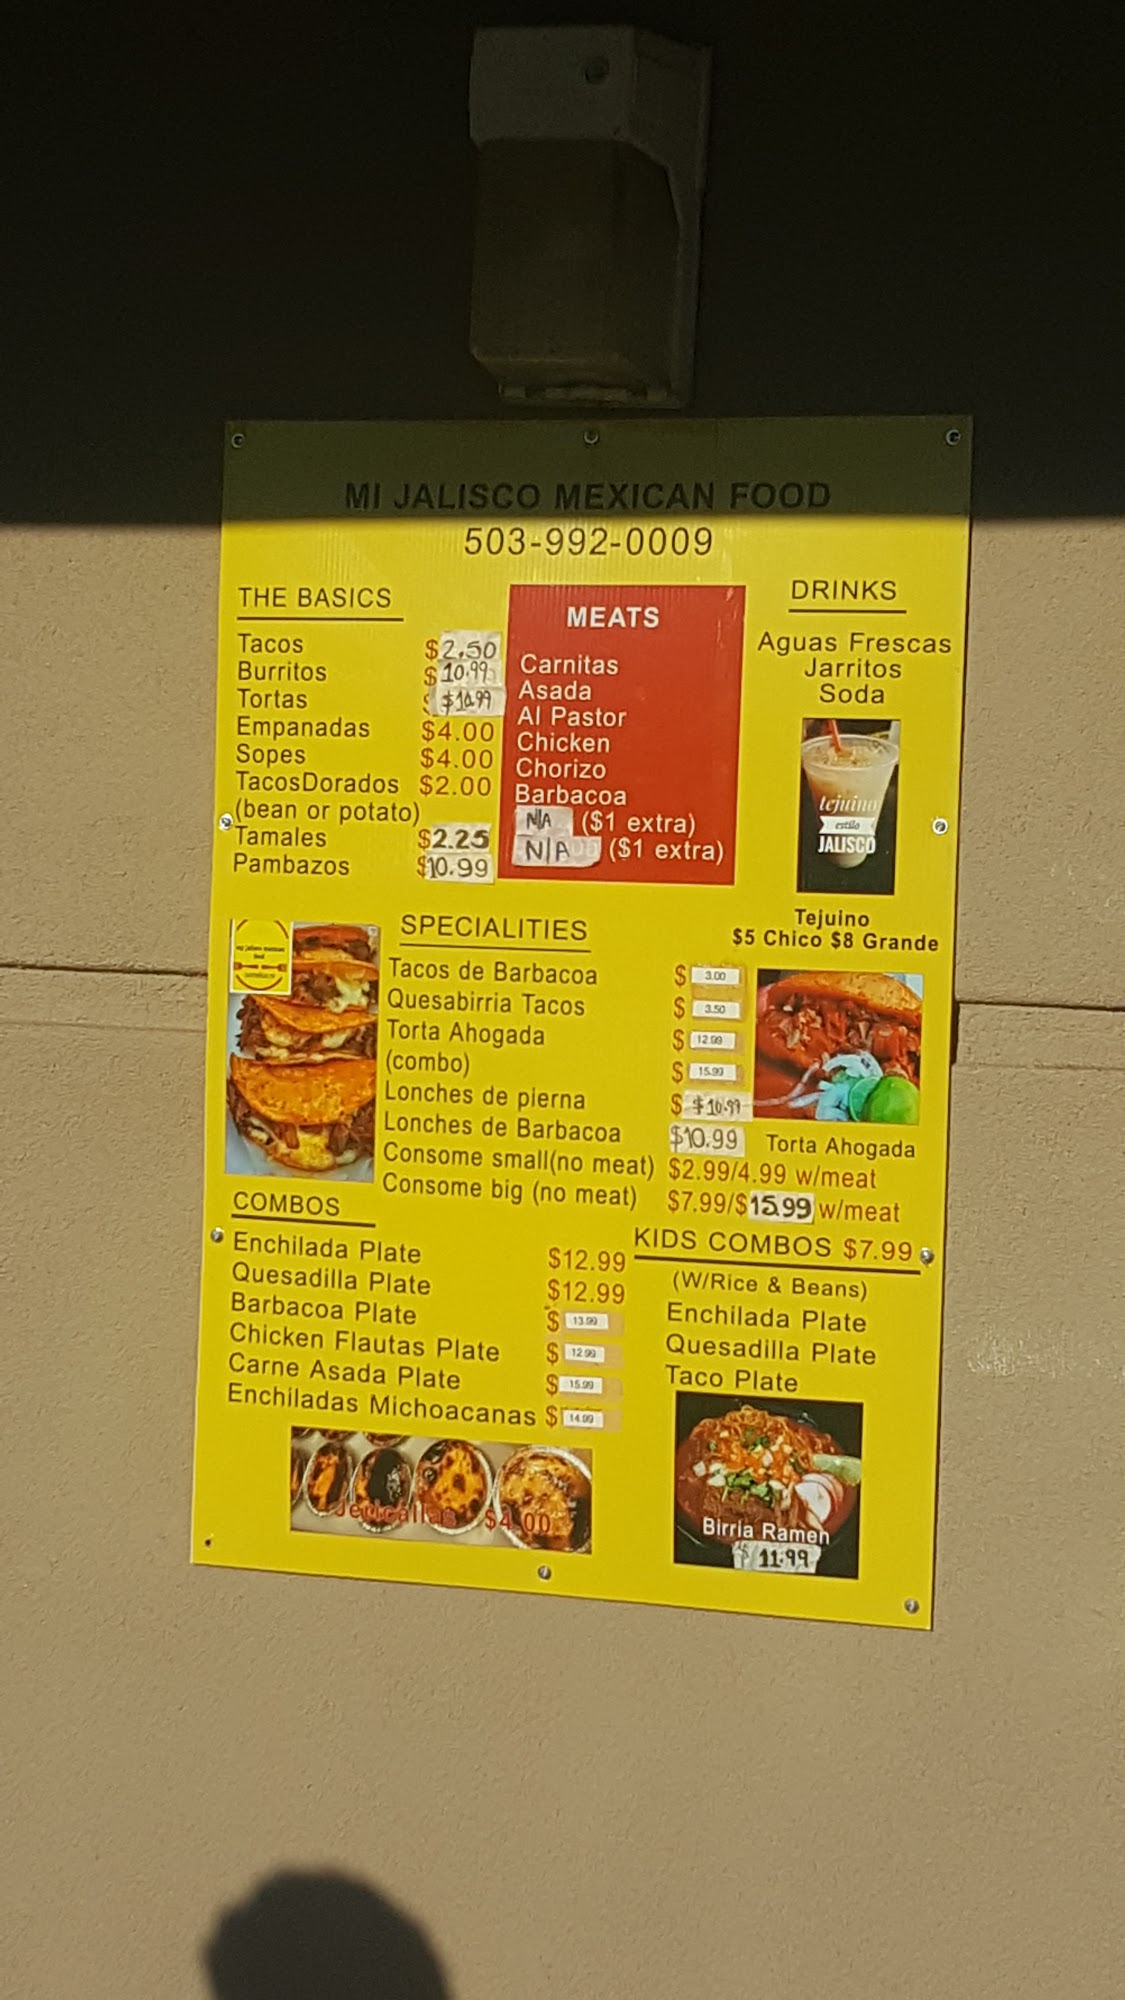 MI JALISCO MEXICAN FOOD
503-992-0009
THE BASICS
Tacos $2.50
Burritos $10.99
Tortas $10.99
Empanadas $4.00
Sopes $4.00
TacosDorados $2.00
(bean or potato)
Tamales $2.25
Pambazos $10.99
MEATS
Carnitas
Asada
Al Pastor
Chicken
Chorizo
Barbacoa
N/A ($1 extra)
N/A ($1 extra)
DRINKS
Aguas Frescas
Jarritos
Soda
tejuino
estilo
JALISCO
Tejuino
$5 Chico $8 Grande
SPECIALITIES
Tacos de Barbacoa $3.00
Quesabirria Tacos $3.50
Torta Ahogada $12.99
(combo) $15.99
Lonches de pierna $ $10.99
Lonches de Barbacoa $10.99
Consome small(no meat) $2.99/4.99 w/meat
Consome big (no meat) $7.99/$15.99 w/meat
Torta Ahogada
COMBOS
Enchilada Plate $12.99
Quesadilla Plate $12.99
Barbacoa Plate $13.99
Chicken Flautas Plate $12.99
Carne Asada Plate $15.99
Enchiladas Michoacanas $14.99
Jericallas $4.00
KIDS COMBOS $7.99
(W/Rice & Beans)
Enchilada Plate
Quesadilla Plate
Taco Plate
Birria Ramen
$ 11.99